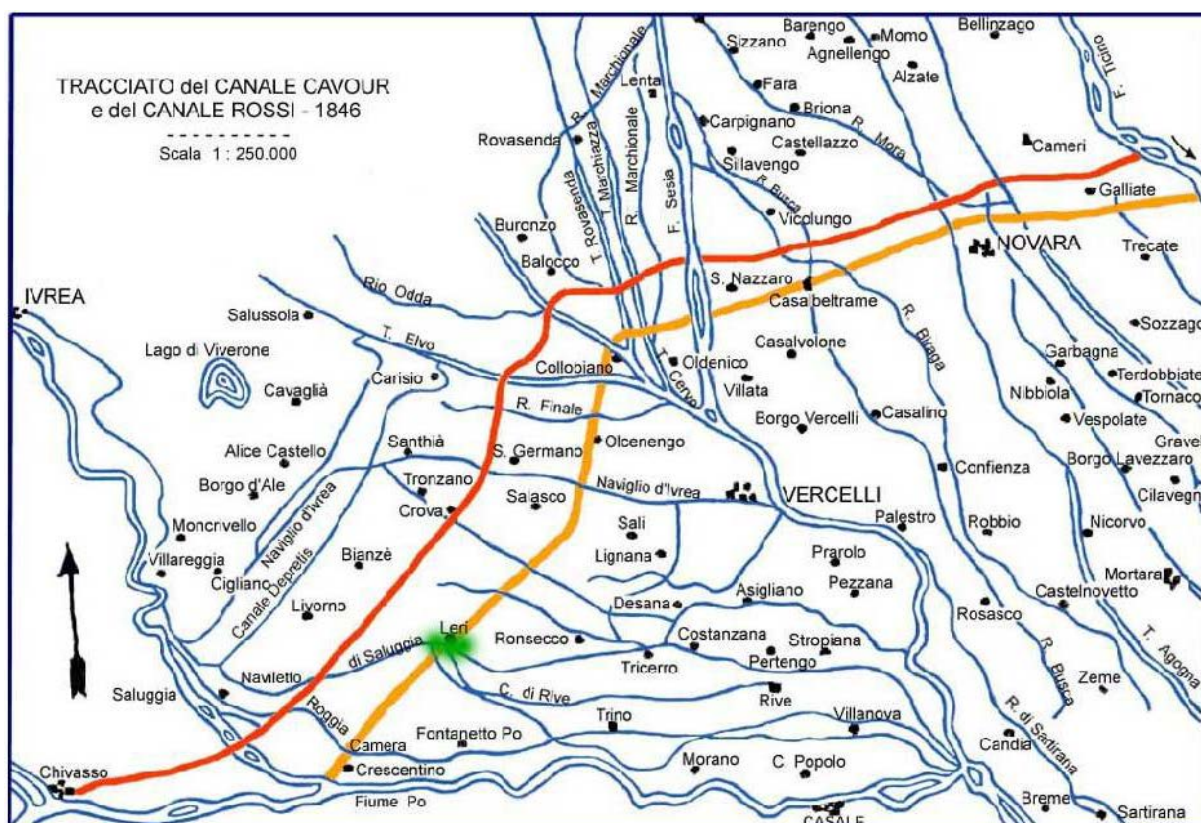 TRACCIATO del CANALE CAVOUR
e del CANALE ROSSI - 1846
Scala 1 : 250.000
Barengo
Momo
Bellinzago
Sizzano
Agnellengo
Alzate
F. Ticino
R. Marchionale
Lenta
Fara
Briona
Carpignano
R. Mora
Rovasenda
Cameri
T. Marchiazza
R. Marchionale
Sillavengo
Castellazzo
Galliate
T. Rovasenda
F. Sesia
R. Busca
Vicolungo
Buronzo
NOVARA
Trecate
Balocco
S. Nazzaro
Casalbeltrame
IVREA
Rio Odda
Salussola
T. Elvo
R. Biraga
Sozzago
Lago di Viverone
Collobiano
T. Cervo
Oldenico
Casalvolone
Garbagna
Carisio
Villata
Terdobbiate
Cavaglià
Nibbiola
Tornaco
R. Finale
Borgo Vercelli
Casalino
Vespolate
Santhià
S. Germano
Olcenengo
Grave
Alice Castello
Confienza
Borgo Lavezzaro
Tronzano
Naviglio d'Ivrea
Cilavegn
Borgo d'Ale
Salasco
VERCELLI
Crova
Moncrivello
Naviglio d'Ivrea
Sali
Palestro
Robbio
Nicorvo
Villareggia
Bianzè
Lignana
Prarolo
Cigliano
Canale Depretis
Pezzana
Mortara
Livorno
Desana
Asigliano
Rosasco
Castelnovetto
Leri
Ronsecco
Costanzana
Stropiana
di Saluggia
Tricerro
Pertengo
R. Busca
T. Agogna
Saluggia
Naviletto
C. di Rive
Rive
Zeme
Roggia
Trino
Villanova
R. di Sartirana
Camera
Fontanetto Po
Candia
Chivasso
Crescentino
Morano
C. Popolo
Fiume Po
CASALE
Breme
Sartirana